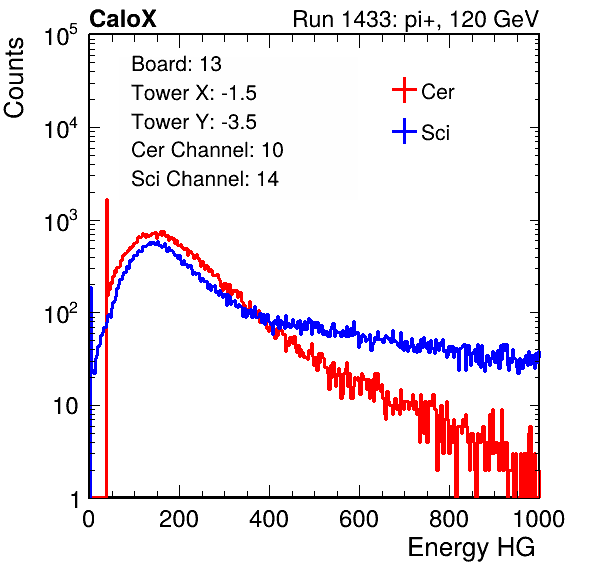 CaloX Run 1433: pi+, 120 GeV
Counts
10^5
10^4
10^3
10^2
10
1
Board: 13
Tower X: -1.5
Tower Y: -3.5
Cer Channel: 10
Sci Channel: 14
Cer
Sci
0 200 400 600 800 1000
Energy HG